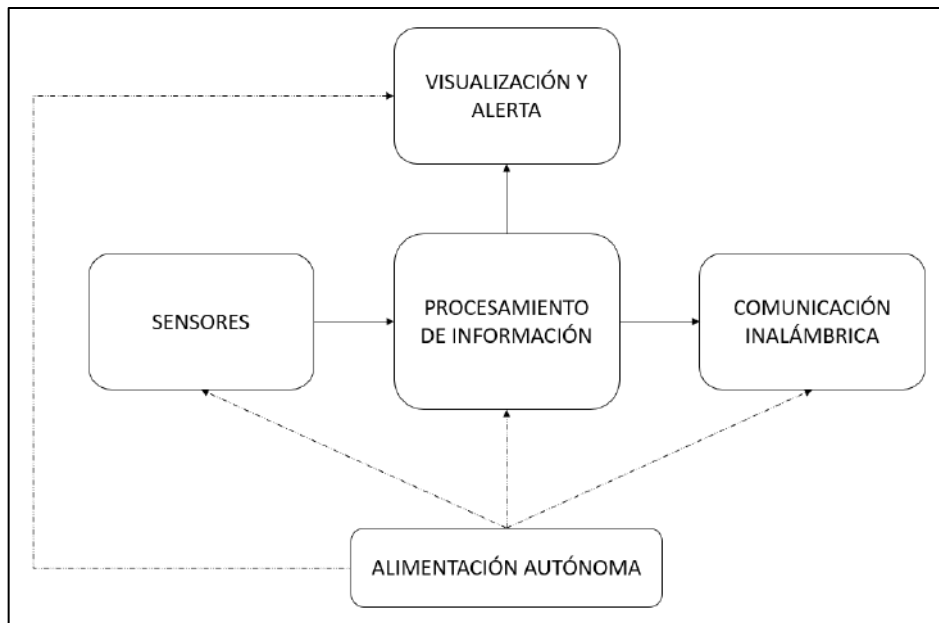 VISUALIZACIÓN Y
ALERTA
SENSORES
PROCESAMIENTO
DE INFORMACIÓN
COMUNICACIÓN
INALÁMBRICA
ALIMENTACIÓN AUTÓNOMA